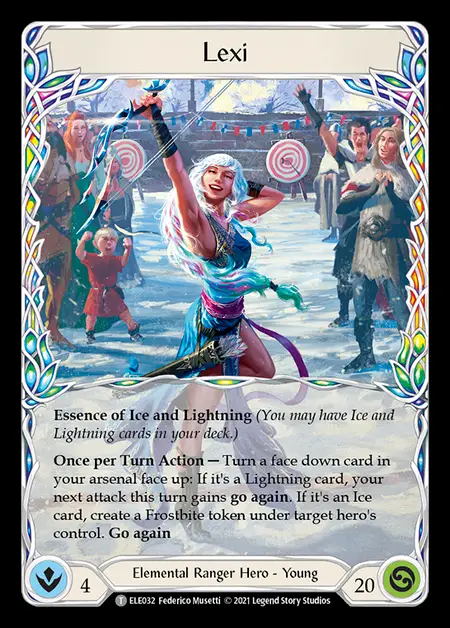 Lexi
Essence of Ice and Lightning (You may have Ice and
Lightning cards in your deck.)
Once per Turn Action — Turn a face down card in
your arsenal face up: If it's a Lightning card, your
next attack this turn gains go again. If it's an Ice
card, create a Frostbite token under target hero's
control. Go again
4 Elemental Ranger Hero - Young 20
T ELE032 Federico Musetti © 2021 Legend Story Studios